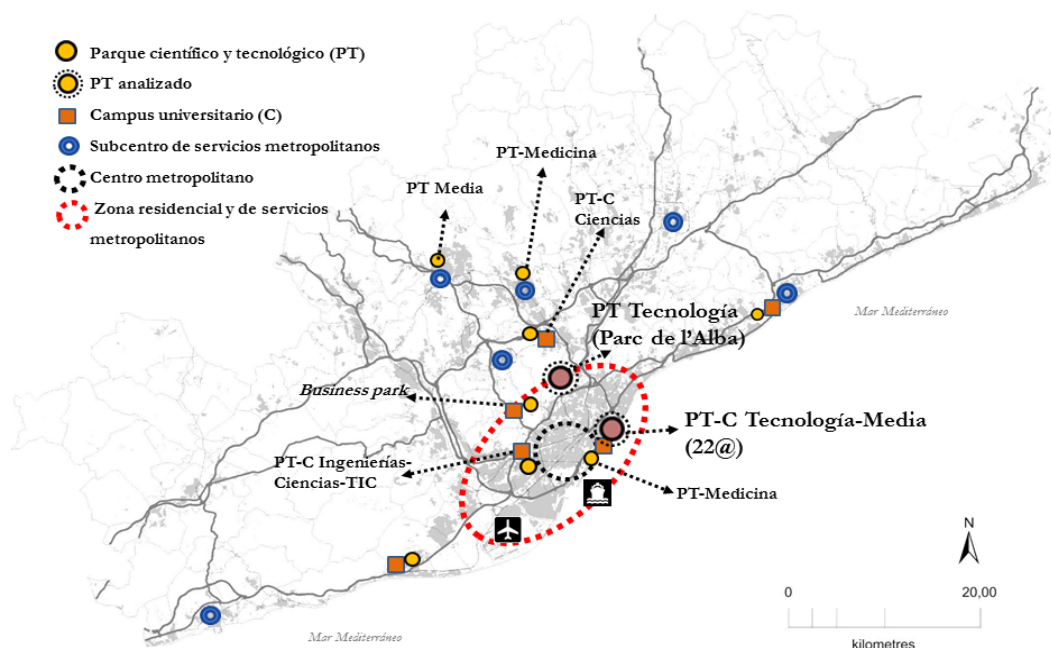 Parque científico y tecnológico (PT)
PT analizado
Campus universitario (C)
Subcentro de servicios metropolitanos
Centro metropolitano
Zona residencial y de servicios
metropolitanos
PT-Medicina
PT Media
PT-C
Ciencias
PT Tecnología
(Parc de l’Alba)
Mar Mediterráneo
Business park
PT-C Tecnología-Media
(22@)
PT-C Ingenierías-
Ciencias-TIC
PT-Medicina
N
0 20,00
kilometres
Mar Mediterráneo